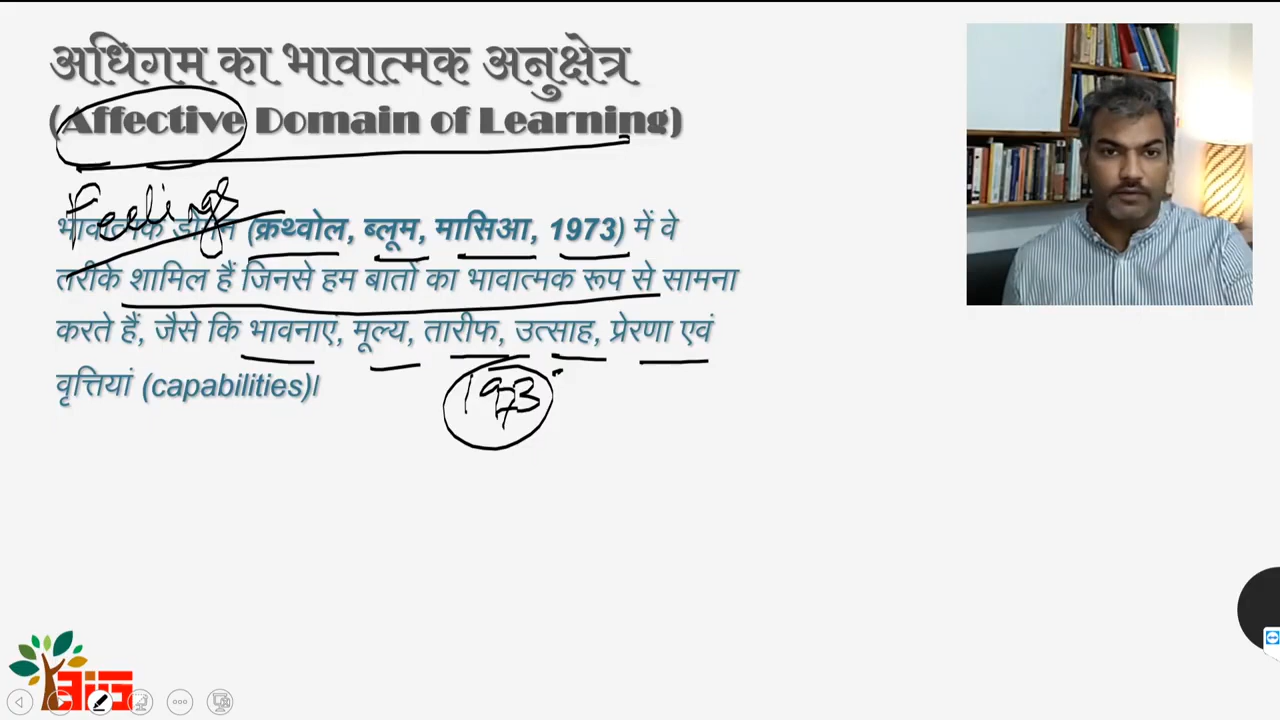 अधिगम का भावात्मक अनुक्षेत्र
(Affective Domain of Learning)
Feelings
भावात्मक डोमेन (क्रथ्वोल, ब्लूम, मासिआ, 1973) में वे
तरीके शामिल हैं जिनसे हम बातों का भावात्मक रूप से सामना
करते हैं, जैसे कि भावनाएं, मूल्य, तारीफ, उत्साह, प्रेरणा एवं
वृत्तियां (capabilities)।
1973